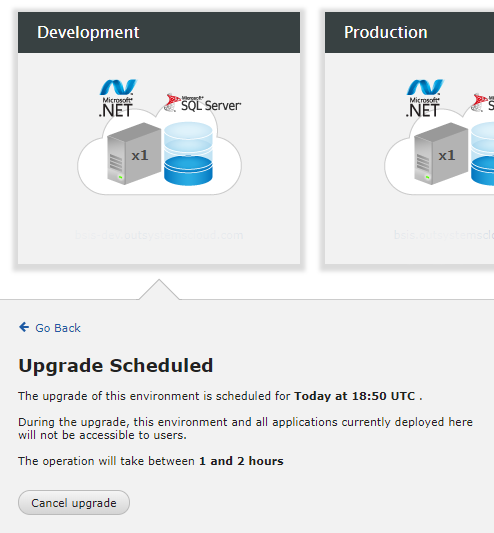 Development
Production
Microsoft®
.NET
Microsoft®
SQL Server
x1
Microsoft®
.NET
x1
Go Back
Upgrade Scheduled
The upgrade of this environment is scheduled for Today at 18:50 UTC .
During the upgrade, this environment and all applications currently deployed here
will not be accessible to users.
The operation will take between 1 and 2 hours
Cancel upgrade